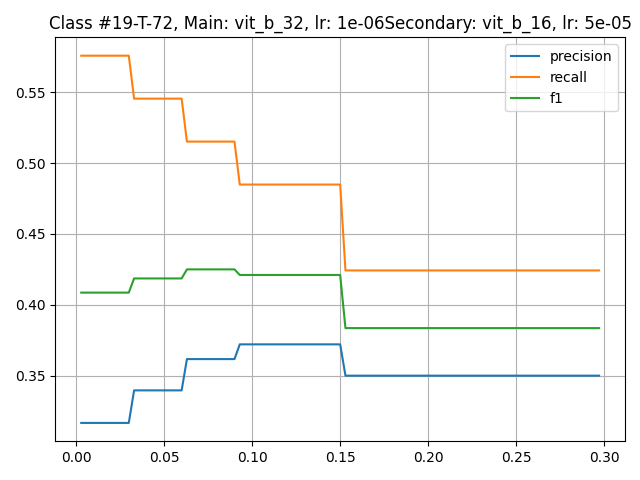 Class #19-T-72, Main: vit_b_32, lr: 1e-06Secondary: vit_b_16, lr: 5e-05
precision
recall
f1
0.55
0.50
0.45
0.40
0.35
0.00 0.05 0.10 0.15 0.20 0.25 0.30